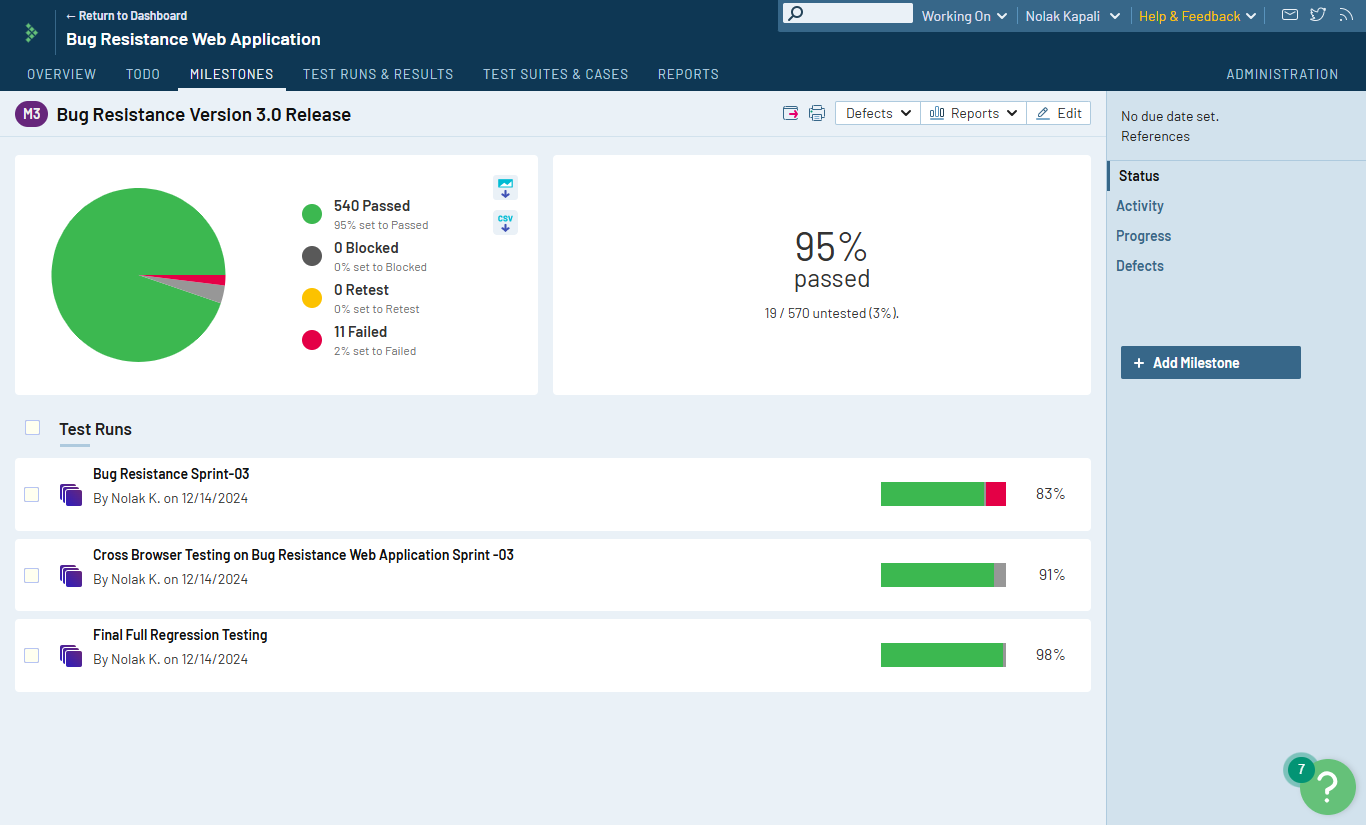 ← Return to Dashboard
Bug Resistance Web Application
Working On
Nolak Kapali
Help & Feedback
OVERVIEW
TODO
MILESTONES
TEST RUNS & RESULTS
TEST SUITES & CASES
REPORTS
ADMINISTRATION
M3
Bug Resistance Version 3.0 Release
Defects
Reports
Edit
No due date set.
References
Status
Activity
Progress
Defects
+ Add Milestone
540 Passed
95% set to Passed
0 Blocked
0% set to Blocked
0 Retest
0% set to Retest
11 Failed
2% set to Failed
CSV
95%
passed
19 / 570 untested (3%).
Test Runs
Bug Resistance Sprint-03
By Nolak K. on 12/14/2024
83%
Cross Browser Testing on Bug Resistance Web Application Sprint -03
By Nolak K. on 12/14/2024
91%
Final Full Regression Testing
By Nolak K. on 12/14/2024
98%
7
?